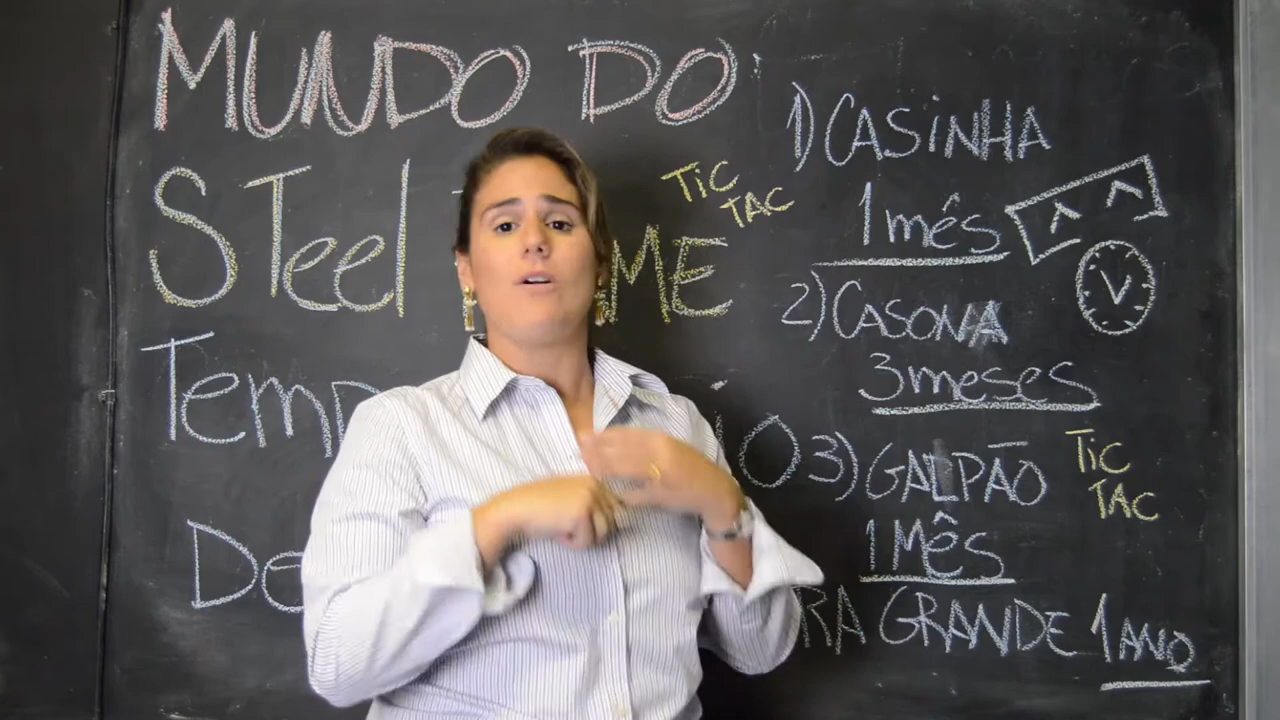 MUNDO DO
STeel
ME
TIC
TAC
Temp
O
De
1) CASINHA
1 mês
2) CASONA
3 meses
3) GALPÃO
1 Mês
TIC
TAC
RA GRANDE 1 ANO